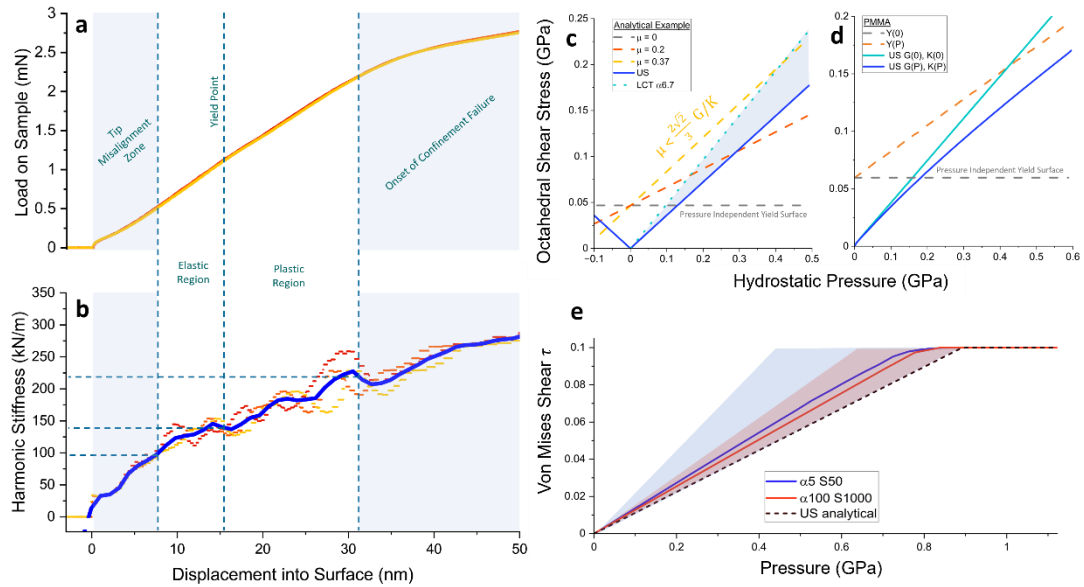 a
3
2.5
2
1.5
1
0.5
0
Load on Sample (mN)
Tip
Misalignment
Zone
Yield Point
Onset of Confinement Failure
Elastic
Region
Plastic
Region
b
350
300
250
200
150
100
50
0
Harmonic Stiffness (kN/m)
0
10
20
30
40
50
Displacement into Surface (nm)
c
Analytical Example
μ = 0
μ = 0.2
μ = 0.37
US
LCT α6.7
μ < 2√2/3 G/K
Pressure Independent Yield Surface
0.25
0.20
0.15
0.10
0.05
0.00
Octahedral Shear Stress (GPa)
-0.1
0.0
0.1
0.2
0.3
0.4
0.5
d
PMMA
Y(0)
Y(P)
US G(0), K(0)
US G(P), K(P)
Pressure Independent Yield Surface
0.20
0.15
0.1
0.05
0.00
0.0
0.1
0.2
0.3
0.4
0.5
0.6
Hydrostatic Pressure (GPa)
e
0.1
0.08
0.06
0.04
0.02
0
Von Mises Shear τ
α5 S50
α100 S1000
US analytical
0
0.2
0.4
0.6
0.8
1
Pressure (GPa)